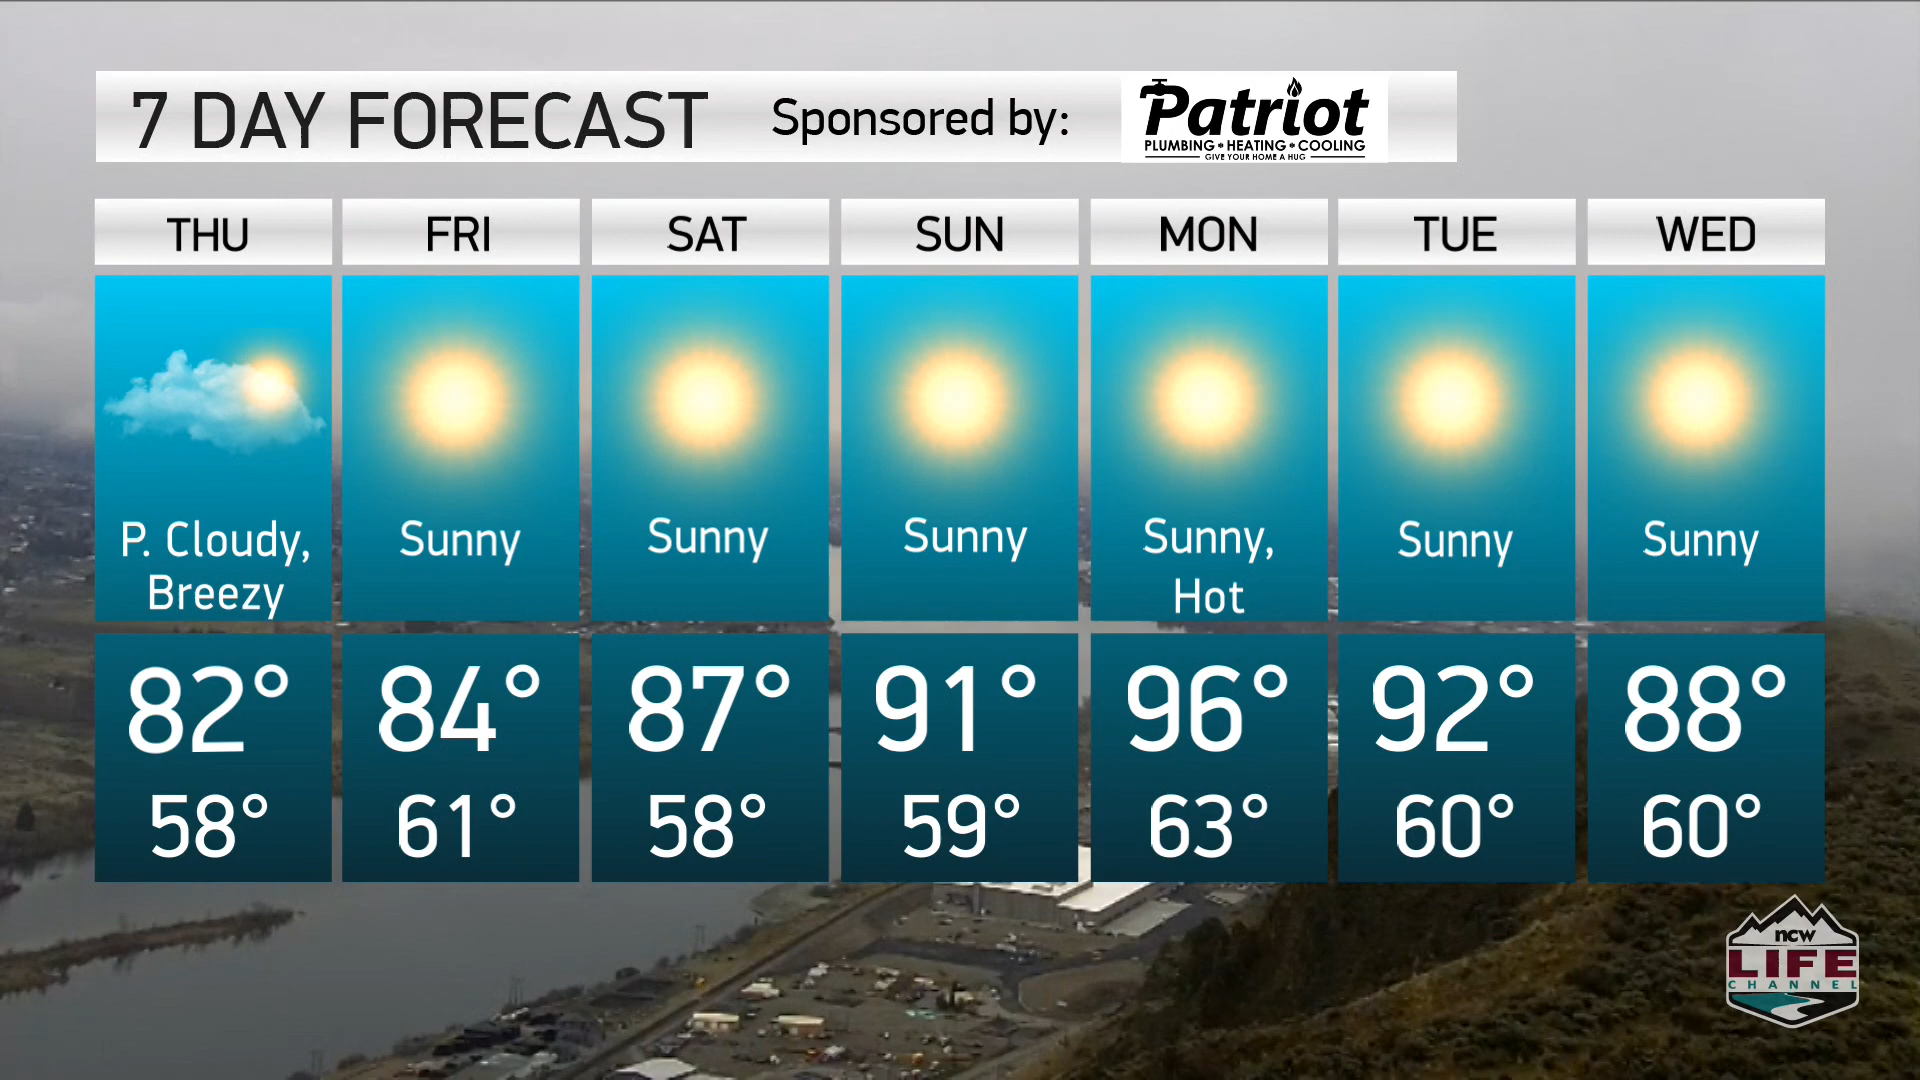 7 DAY FORECAST Sponsored by:
Patriot
PLUMBING * HEATING * COOLING
GIVE YOUR HOME A HUG
THU FRI SAT SUN MON TUE WED
P. Cloudy, Breezy
Sunny
Sunny
Sunny
Sunny, Hot
Sunny
Sunny
82° 84° 87° 91° 96° 92° 88°
58° 61° 58° 59° 63° 60° 60°
ncw
LIFE
CHANNEL